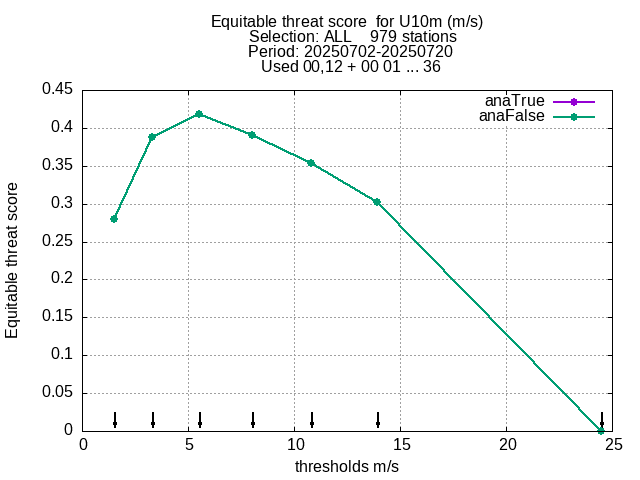 Equitable threat score  for U10m (m/s)
Selection: ALL    979 stations
Period: 20250702-20250720
Used 00,12 + 00 01 ... 36
anaTrue
anaFalse
Equitable threat score
0.45
0.4
0.35
0.3
0.25
0.2
0.15
0.1
0.05
0
0 5 10 15 20 25
thresholds m/s